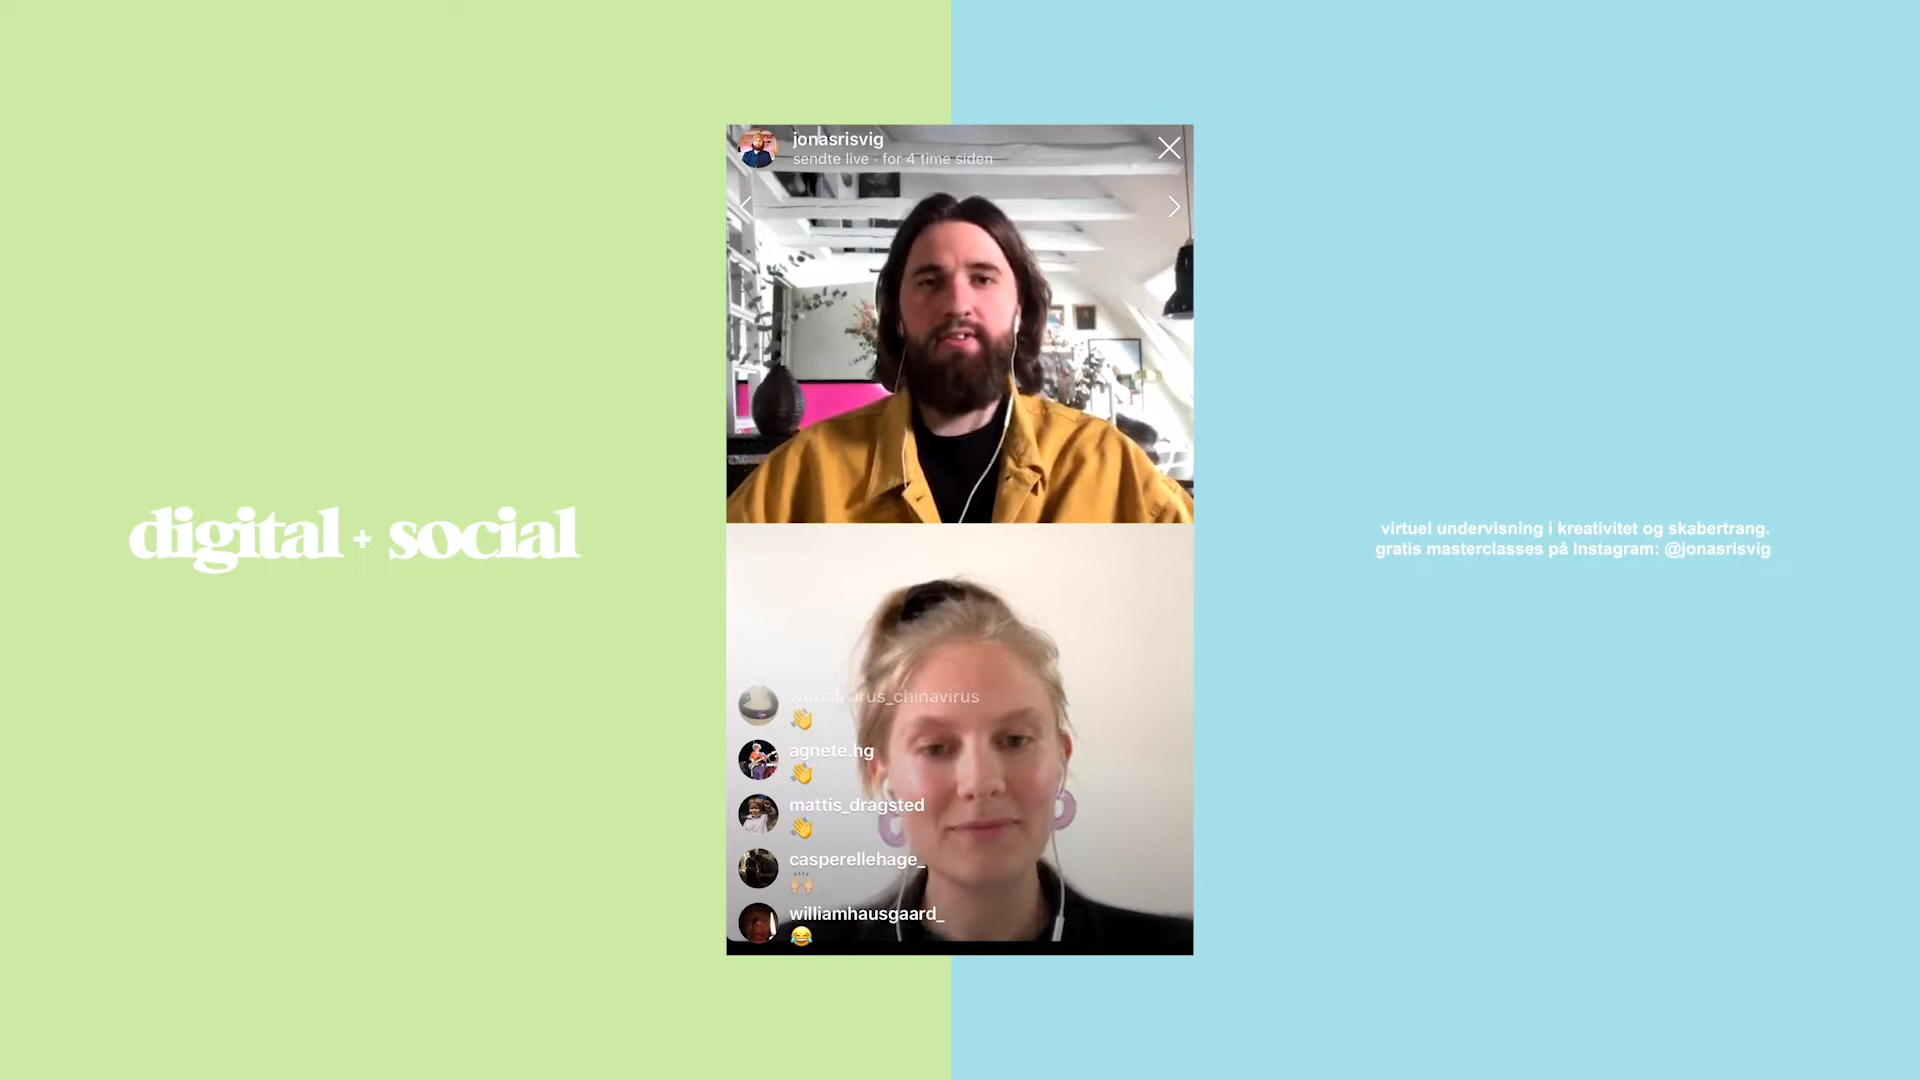 jonasrisvig
sendte live · for 4 time siden
digital + social
virtuel undervisning i kreativitet og skabertrang.
gratis masterclasses på Instagram: @jonasrisvig
agnete.hg
👋
mattis_dragsted
👋
casperellehage_
🙌🏼
williamhausgaard_
😂